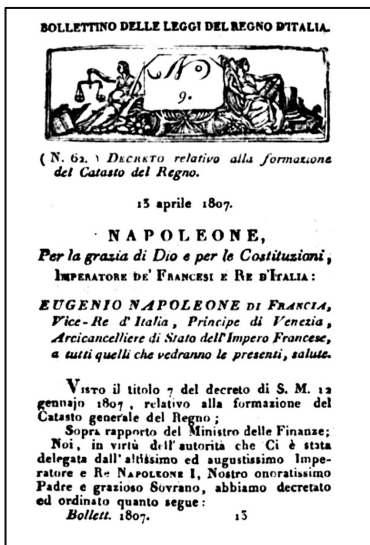 BOLLETTINO DELLE LEGGI DEL REGNO D'ITALIA.
N.º
9.
( N. 62. ) DECRETO relativo alla formazione
del Catasto del Regno.
13 aprile 1807.
NAPOLEONE,
Per la grazia di Dio e per le Costituzioni,
IMPERATORE DE' FRANCESI E RE D'ITALIA:
EUGENIO NAPOLEONE DI FRANCIA,
Vice-Re d'Italia, Principe di Venezia,
Arcicancelliere di Stato dell'Impero Francese,
a tutti quelli che vedranno le presenti, salute.
VISTO il titolo 7 del decreto di S. M. 12
gennajo 1807, relativo alla formazione del
Catasto generale del Regno;
Sopra rapporto del Ministro delle Finanze;
Noi, in virtù dell'autorità che Ci è stata
delegata dall'altissimo ed augustissimo Impe-
ratore e Re NAPOLEONE I, Nostro onoratissimo
Padre e grazioso Sovrano, abbiamo decretato
ed ordinato quanto segue:
Bollett. 1807. 13